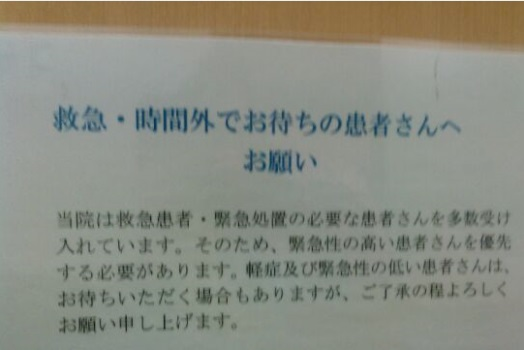 救急・時間外でお待ちの患者さんへ
お願い
当院は救急患者・緊急処置の必要な患者さんを多数受け
入れています。そのため、緊急性の高い患者さんを優先
する必要があります。軽症及び緊急性の低い患者さんは、
お待ちいただく場合もありますが、ご了承の程よろしく
お願い申し上げます。